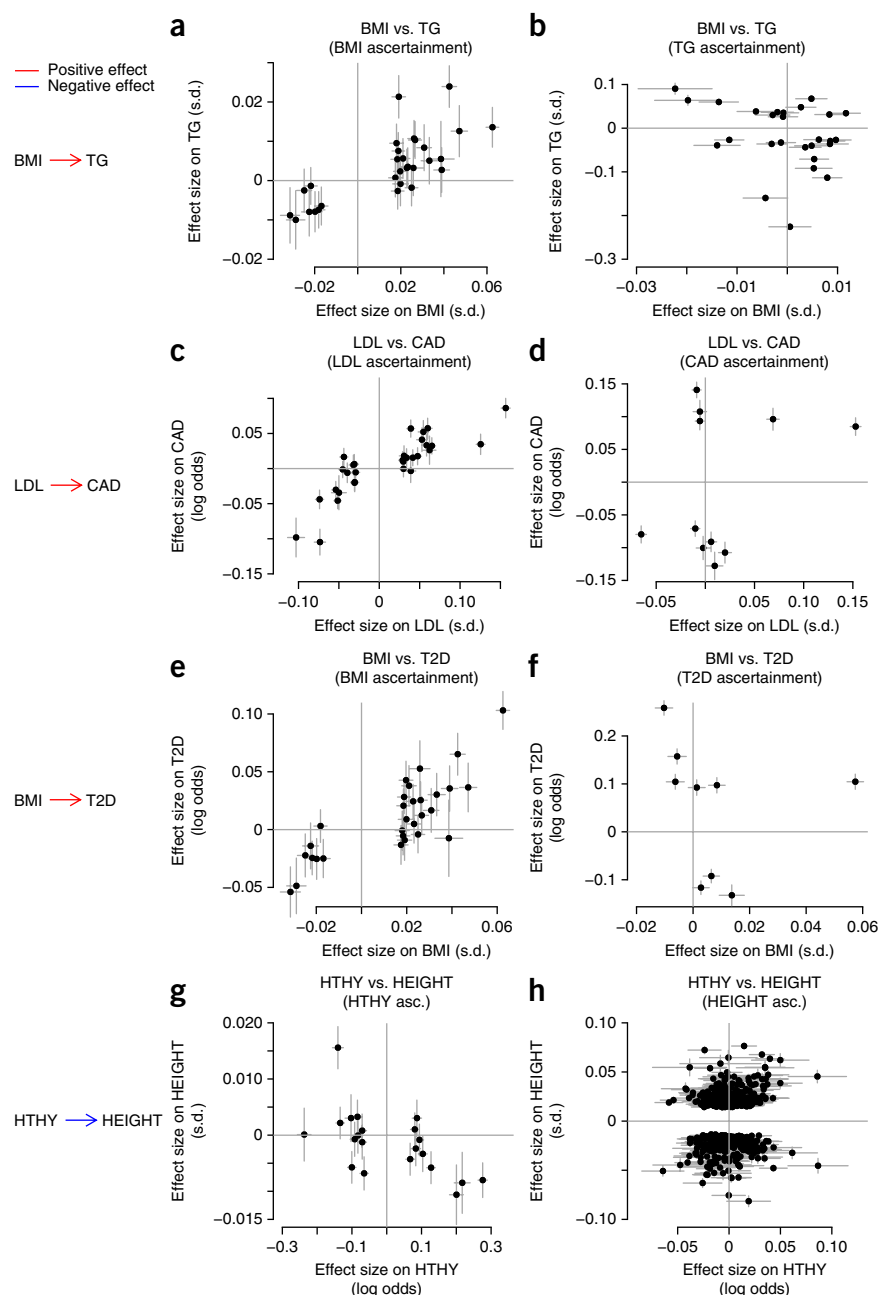 Positive effect
Negative effect
BMI → TG
a
BMI vs. TG
(BMI ascertainment)
Effect size on TG (s.d.)
0.02
0
−0.02
−0.02
0.02
0.06
Effect size on BMI (s.d.)
b
BMI vs. TG
(TG ascertainment)
Effect size on TG (s.d.)
0.1
0
−0.1
−0.3
−0.03
−0.01
0.01
Effect size on BMI (s.d.)
LDL → CAD
c
LDL vs. CAD
(LDL ascertainment)
Effect size on CAD
(log odds)
0.05
−0.05
−0.15
−0.10
0
0.10
Effect size on LDL (s.d.)
d
LDL vs. CAD
(CAD ascertainment)
Effect size on CAD
(log odds)
0.15
0.05
−0.05
−0.15
−0.05
0.05
0.15
Effect size on LDL (s.d.)
BMI → T2D
e
BMI vs. T2D
(BMI ascertainment)
Effect size on T2D
(log odds)
0.10
0.05
0
−0.05
−0.02
0.02
0.06
Effect size on BMI (s.d.)
f
BMI vs. T2D
(T2D ascertainment)
Effect size on T2D
(log odds)
0.2
0.1
0
−0.1
−0.02
0
0.02
0.04
0.06
Effect size on BMI (s.d.)
HTHY → HEIGHT
g
HTHY vs. HEIGHT
(HTHY asc.)
Effect size on HEIGHT
(s.d.)
0.020
0.010
0
−0.015
−0.3
−0.1
0.1
0.3
Effect size on HTHY
(log odds)
h
HTHY vs. HEIGHT
(HEIGHT asc.)
Effect size on HEIGHT
(s.d.)
0.10
0.05
0
−0.10
−0.05
0
0.05
0.10
Effect size on HTHY
(log odds)